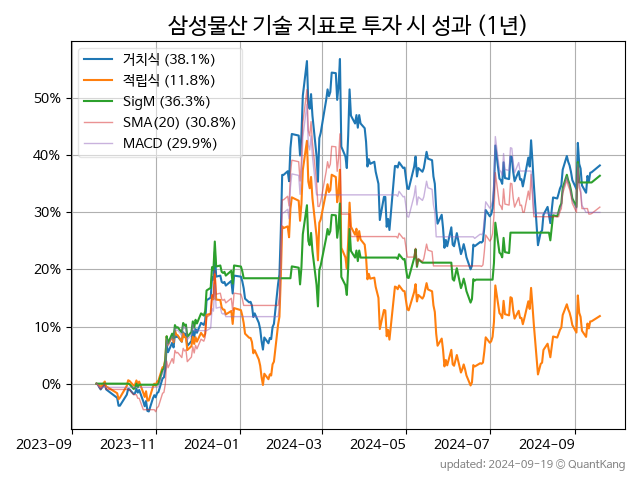 삼성물산 기술 지표로 투자 시 성과 (1년)
거치식 (38.1%)
적립식 (11.8%)
SigM (36.3%)
SMA(20) (30.8%)
MACD (29.9%)
50%
40%
30%
20%
10%
0%
2023-09 2023-11 2024-01 2024-03 2024-05 2024-07 2024-09
updated: 2024-09-19 © QuantKang